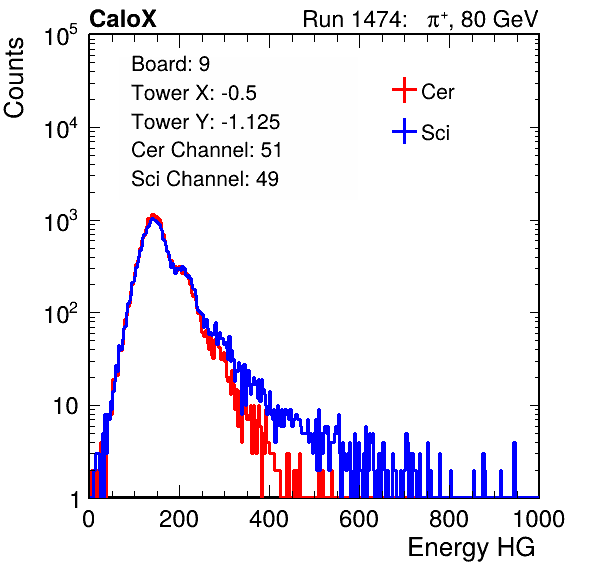 CaloX Run 1474: π⁺, 80 GeV
Counts
10⁵
10⁴
10³
10²
10
1
Board: 9
Tower X: -0.5
Tower Y: -1.125
Cer Channel: 51
Sci Channel: 49
Cer
Sci
0 200 400 600 800 1000
Energy HG